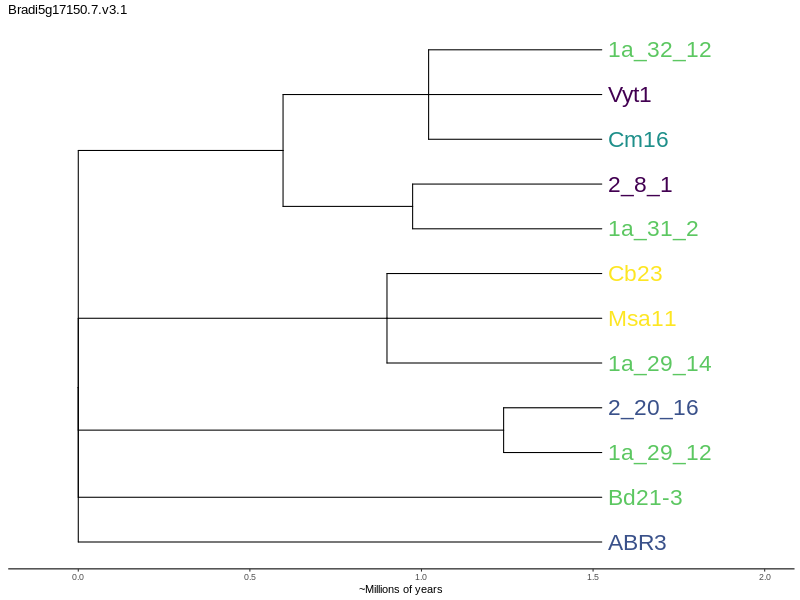 Bradi5g17150.7.v3.1
1a_32_12
Vyt1
Cm16
2_8_1
1a_31_2
Cb23
Msa11
1a_29_14
2_20_16
1a_29_12
Bd21-3
ABR3
0.0 0.5 1.0 1.5 2.0
~Millions of years